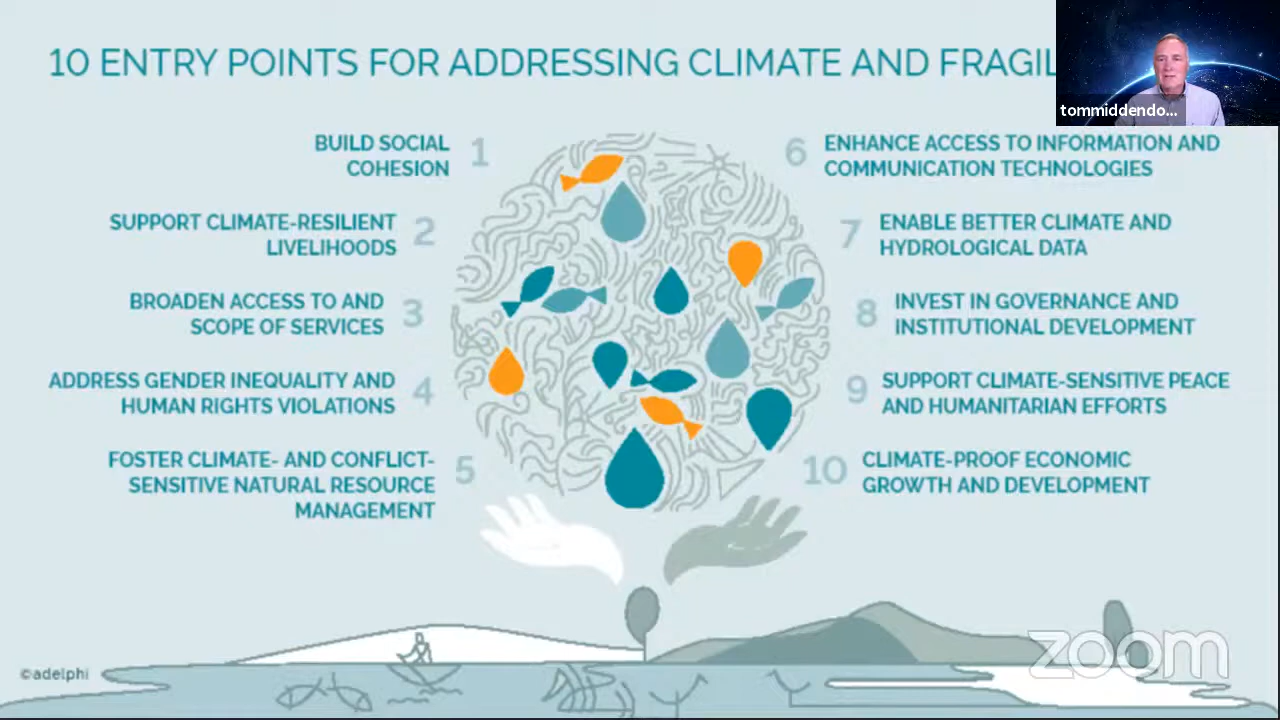 10 ENTRY POINTS FOR ADDRESSING CLIMATE AND FRAGIL
tommiddendo...
BUILD SOCIAL
COHESION
1
SUPPORT CLIMATE-RESILIENT
LIVELIHOODS
2
BROADEN ACCESS TO AND
SCOPE OF SERVICES
3
ADDRESS GENDER INEQUALITY AND
HUMAN RIGHTS VIOLATIONS
4
FOSTER CLIMATE- AND CONFLICT-
SENSITIVE NATURAL RESOURCE
MANAGEMENT
5
6
ENHANCE ACCESS TO INFORMATION AND
COMMUNICATION TECHNOLOGIES
7
ENABLE BETTER CLIMATE AND
HYDROLOGICAL DATA
8
INVEST IN GOVERNANCE AND
INSTITUTIONAL DEVELOPMENT
9
SUPPORT CLIMATE-SENSITIVE PEACE
AND HUMANITARIAN EFFORTS
10
CLIMATE-PROOF ECONOMIC
GROWTH AND DEVELOPMENT
©adelphi
zoom